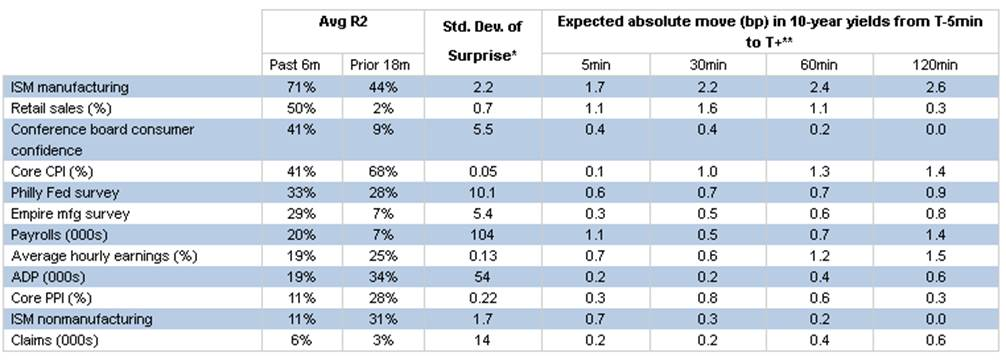 Avg R2 Std. Dev. of Surprise* Expected absolute move (bp) in 10-year yields from T-5min to T+**
Past 6m Prior 18m 5min 30min 60min 120min
ISM manufacturing 71% 44% 2.2 1.7 2.2 2.4 2.6
Retail sales (%) 50% 2% 0.7 1.1 1.6 1.1 0.3
Conference board consumer confidence 41% 9% 5.5 0.4 0.4 0.2 0.0
Core CPI (%) 41% 68% 0.05 0.1 1.0 1.3 1.4
Philly Fed survey 33% 28% 10.1 0.6 0.7 0.7 0.9
Empire mfg survey 29% 7% 5.4 0.3 0.5 0.6 0.8
Payrolls (000s) 20% 7% 104 1.1 0.5 0.7 1.4
Average hourly earnings (%) 19% 25% 0.13 0.7 0.6 1.2 1.5
ADP (000s) 19% 34% 54 0.2 0.2 0.4 0.6
Core PPI (%) 11% 28% 0.22 0.3 0.8 0.6 0.3
ISM nonmanufacturing 11% 31% 1.7 0.7 0.3 0.2 0.0
Claims (000s) 6% 3% 14 0.2 0.2 0.4 0.6